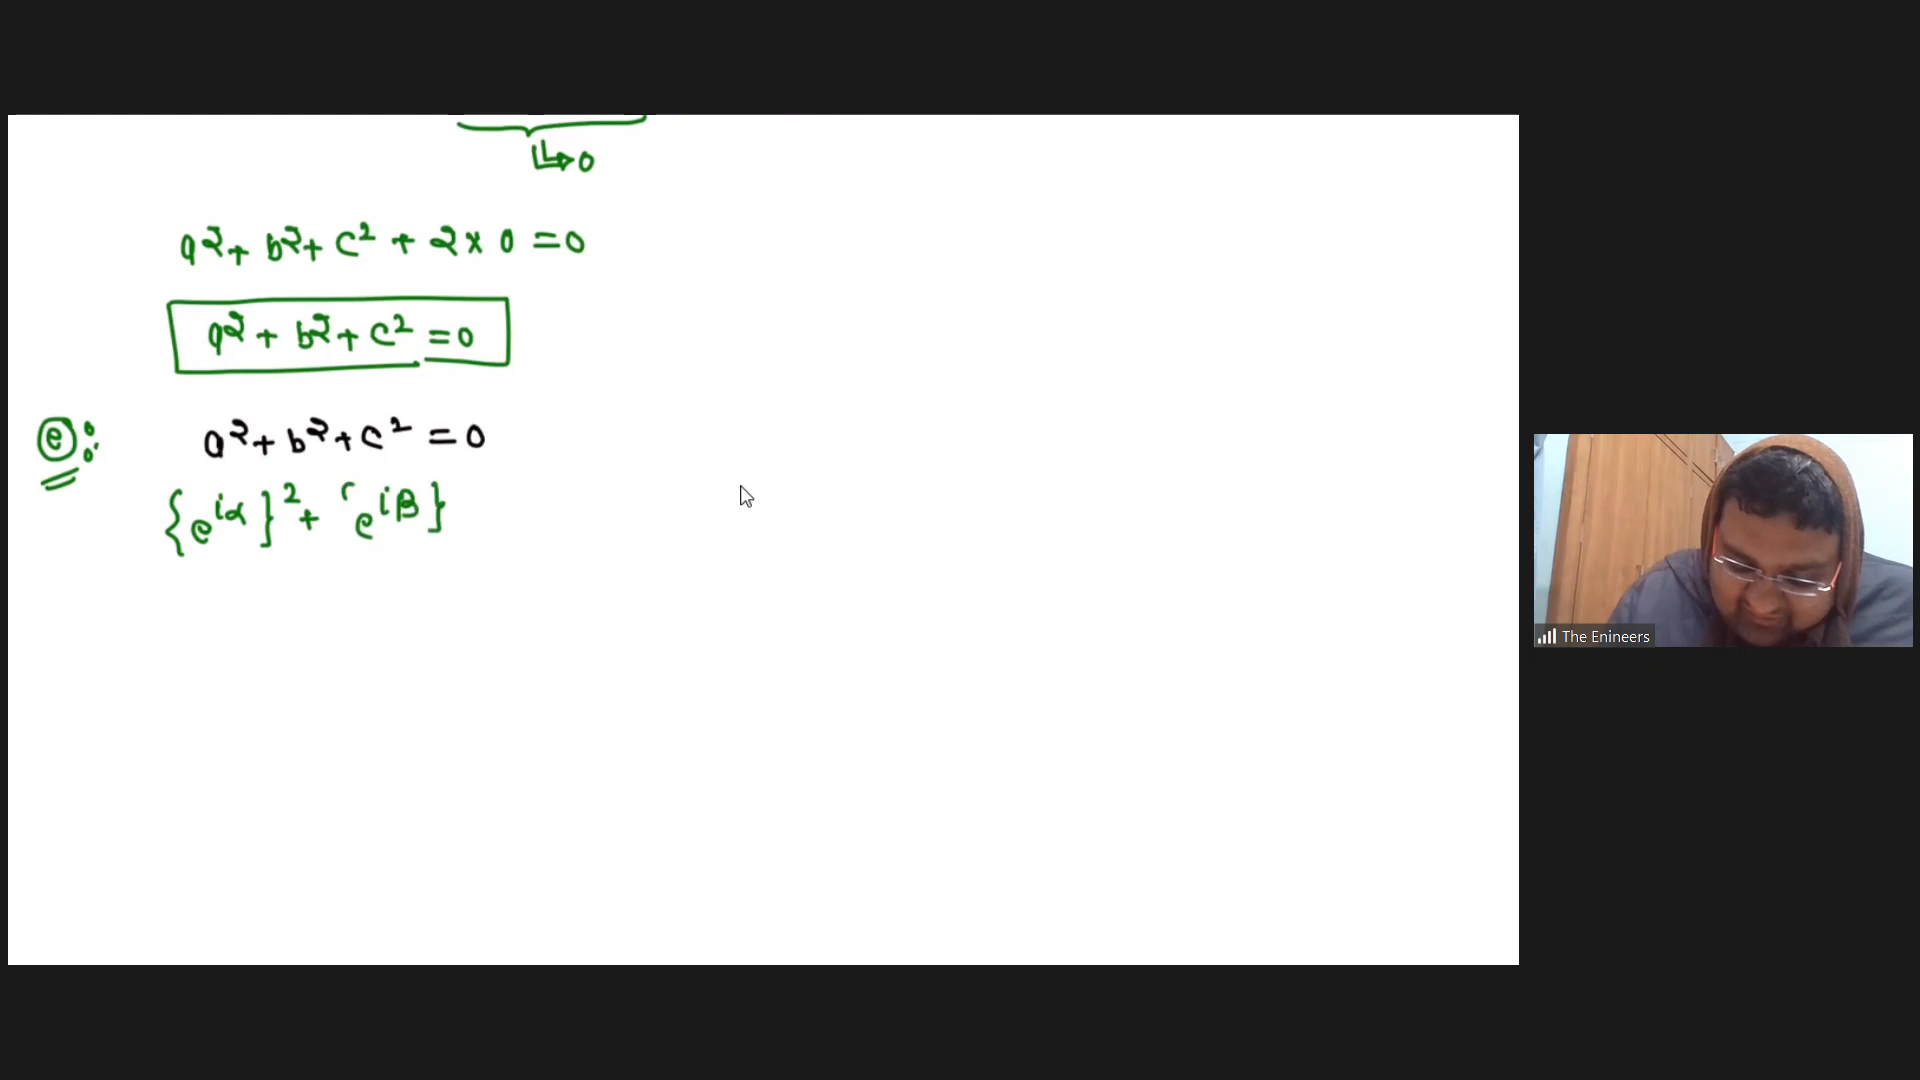 ↳0
a² + b² + c² + 2 × 0 = 0
a² + b² + c² = 0
ⓔ: a² + b² + c² = 0
{e^{iα}}² + {e^{iβ}}
The Enineers